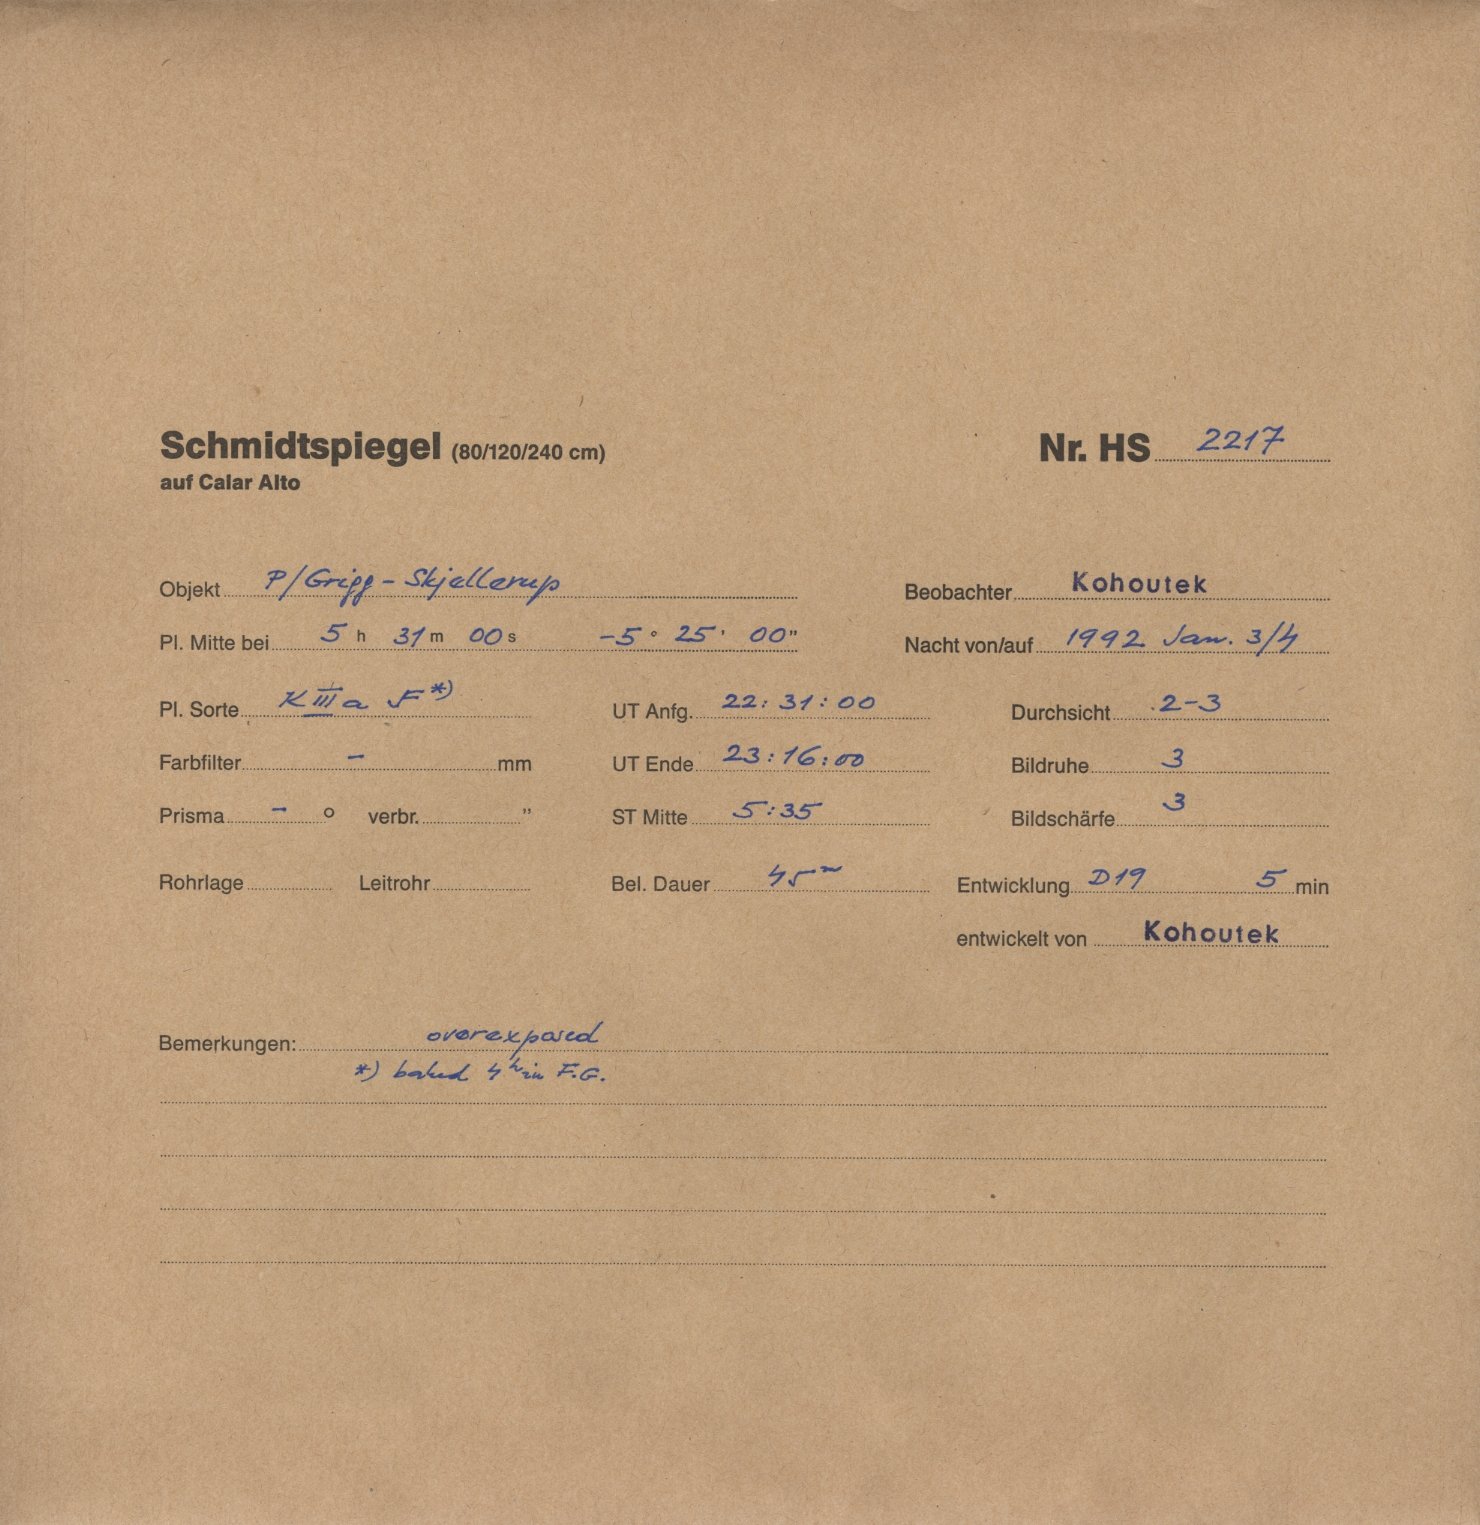 Schmidtspiegel (80/120/240 cm) Nr. HS 2217
auf Calar Alto
Objekt P/Grigg-Skjellerup Beobachter Kohoutek
Pl. Mitte bei 5 h 31 m 00 s -5° 25' 00" Nacht von/auf 1992 Jan. 3/4
Pl. Sorte K III a F *) UT Anfg. 22:31:00 Durchsicht 2-3
Farbfilter - mm UT Ende 23:16:00 Bildruhe 3
Prisma - ° verbr. " ST Mitte 5:35 Bildschärfe 3
Rohrlage Leitrohr Bel. Dauer 45m Entwicklung D19 5 min
entwickelt von Kohoutek
Bemerkungen: overexposed
*) baked 4h in F.G.